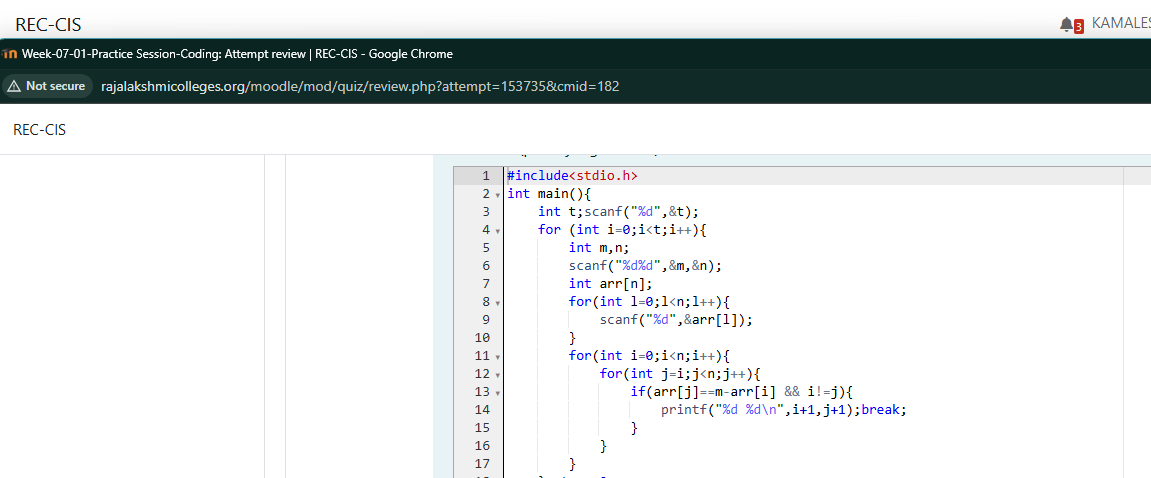 REC-CIS
3 KAMALES
Week-07-01-Practice Session-Coding: Attempt review | REC-CIS - Google Chrome
Not secure rajalakshmicolleges.org/moodle/mod/quiz/review.php?attempt=153735&cmid=182
REC-CIS
1 #include<stdio.h>
2 int main(){
3 int t;scanf("%d",&t);
4 for (int i=0;i<t;i++){
5 int m,n;
6 scanf("%d%d",&m,&n);
7 int arr[n];
8 for(int l=0;l<n;l++){
9 scanf("%d",&arr[l]);
10 }
11 for(int i=0;i<n;i++){
12 for(int j=i;j<n;j++){
13 if(arr[j]==m-arr[i] && i!=j){
14 printf("%d %d\n",i+1,j+1);break;
15 }
16 }
17 }